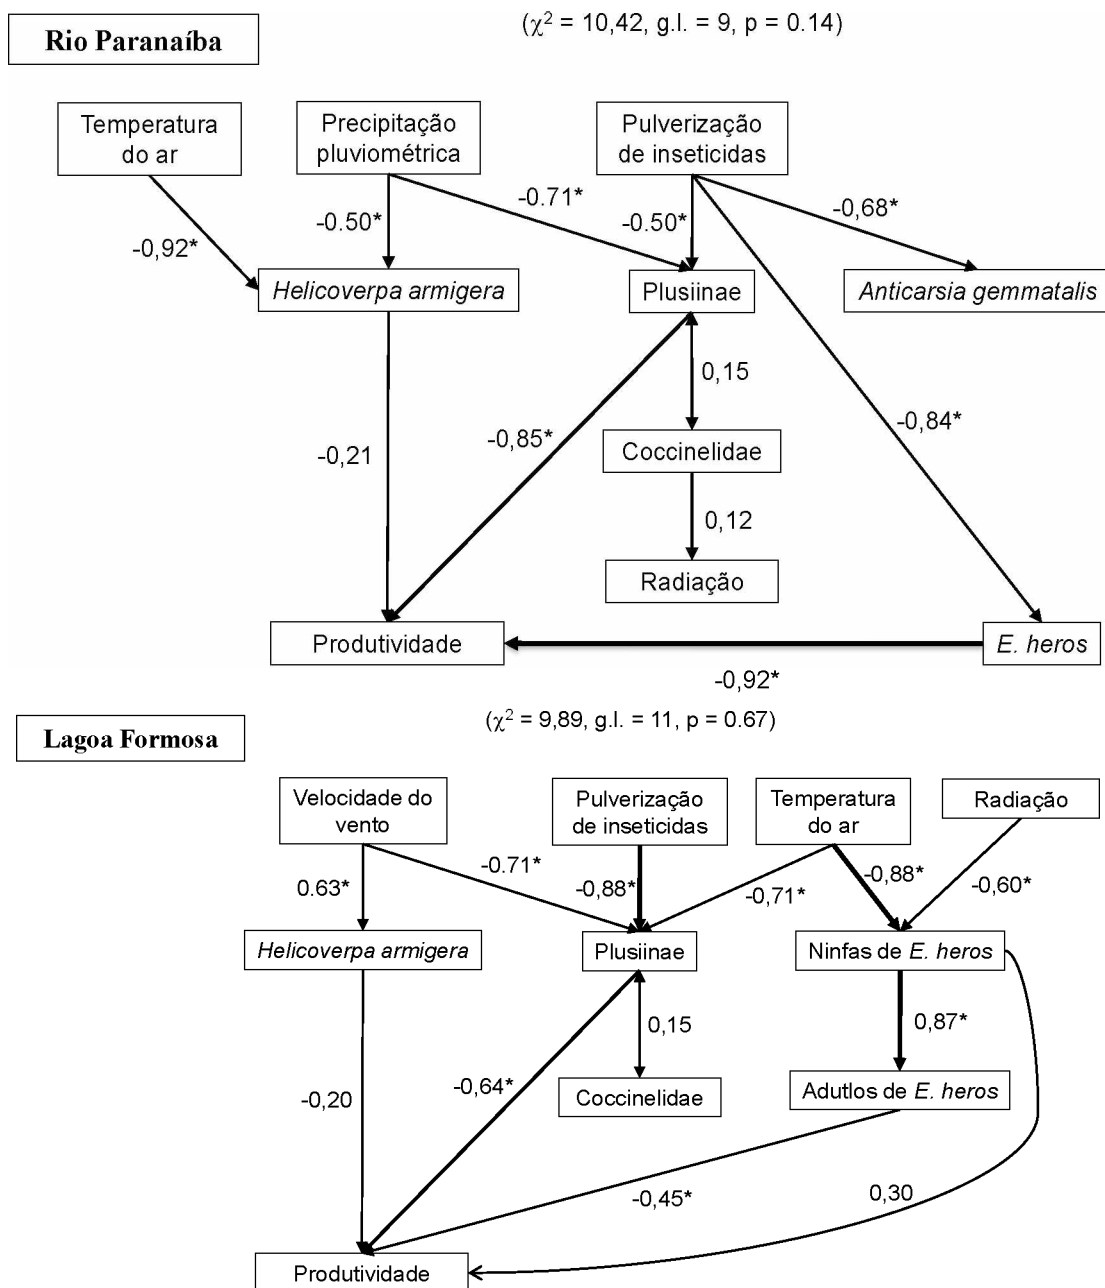 Rio Paranaíba
(χ² = 10,42, g.l. = 9, p = 0.14)
Temperatura
do ar
Precipitação
pluviométrica
Pulverização
de inseticidas
-0,92*
-0.50*
-0.71*
-0.50*
-0,68*
Helicoverpa armigera
Plusiinae
Anticarsia gemmatalis
0,15
-0,84*
-0,21
-0,85*
Coccinelidae
0,12
Radiação
Produtividade
E. heros
-0,92*
Lagoa Formosa
(χ² = 9,89, g.l. = 11, p = 0.67)
Velocidade do
vento
Pulverização
de inseticidas
Temperatura
do ar
Radiação
0.63*
-0.71*
-0,88*
-0,71*
-0,88*
-0,60*
Helicoverpa armigera
Plusiinae
Ninfas de E. heros
0,15
0,87*
-0,20
-0,64*
Coccinelidae
Adutlos de E. heros
-0,45*
0,30
Produtividade